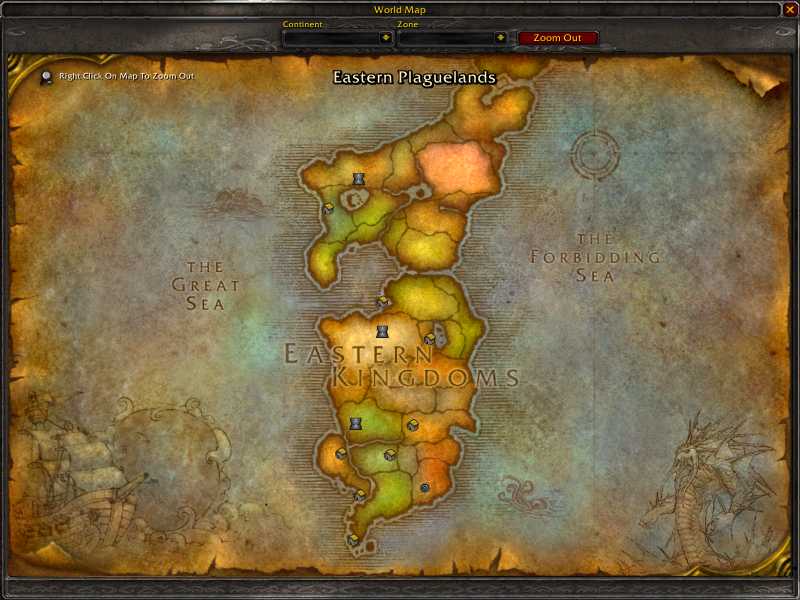 World Map
Continent
Zone
Zoom Out
Right Click On Map To Zoom Out
Eastern Plaguelands
THE
GREAT
SEA
THE
FORBIDDING
SEA
EASTERN
KINGDOMS